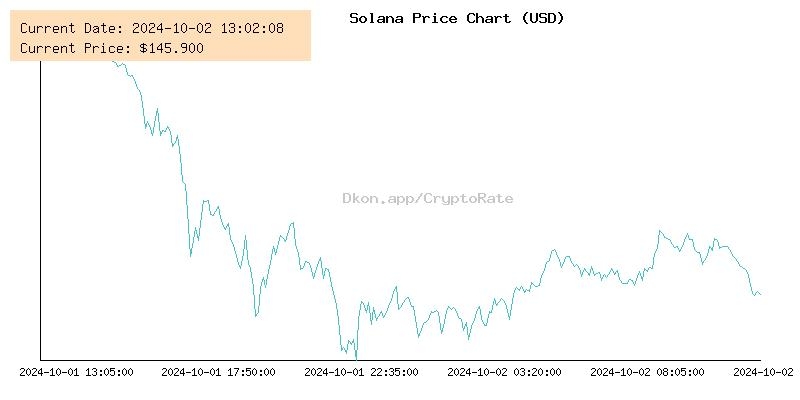 Solana Price Chart (USD)
Current Date: 2024-10-02 13:02:08
Current Price: $145.900
Dkon.app/CryptoRate
2024-10-01 13:05:00 2024-10-01 17:50:00 2024-10-01 22:35:00 2024-10-02 03:20:00 2024-10-02 08:05:00 2024-10-02